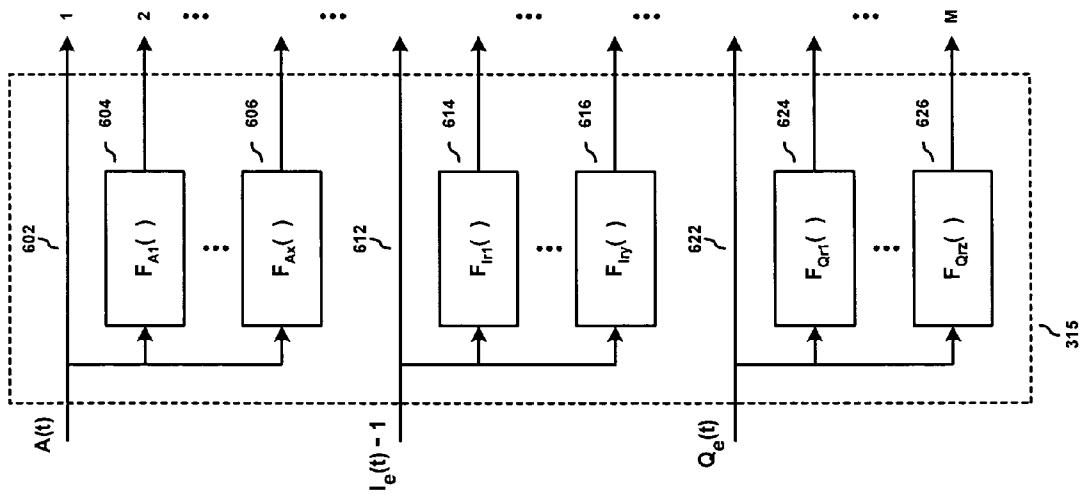 A(t)
602
1
604
F_A1( )
2
606
F_Ax( )
I_e(t) − 1
612
614
F_Ir1( )
616
F_Iry( )
Q_e(t)
622
624
F_Qr1( )
626
F_Qrz( )
M
315